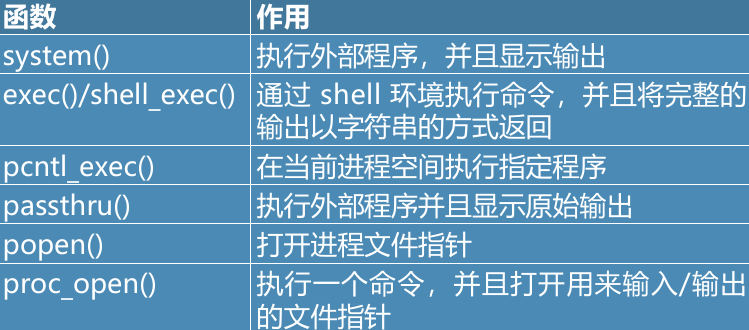 函数 作用
system() 执行外部程序，并且显示输出
exec()/shell_exec() 通过 shell 环境执行命令，并且将完整的
输出以字符串的方式返回
pcntl_exec() 在当前进程空间执行指定程序
passthru() 执行外部程序并且显示原始输出
popen() 打开进程文件指针
proc_open() 执行一个命令，并且打开用来输入/输出
的文件指针